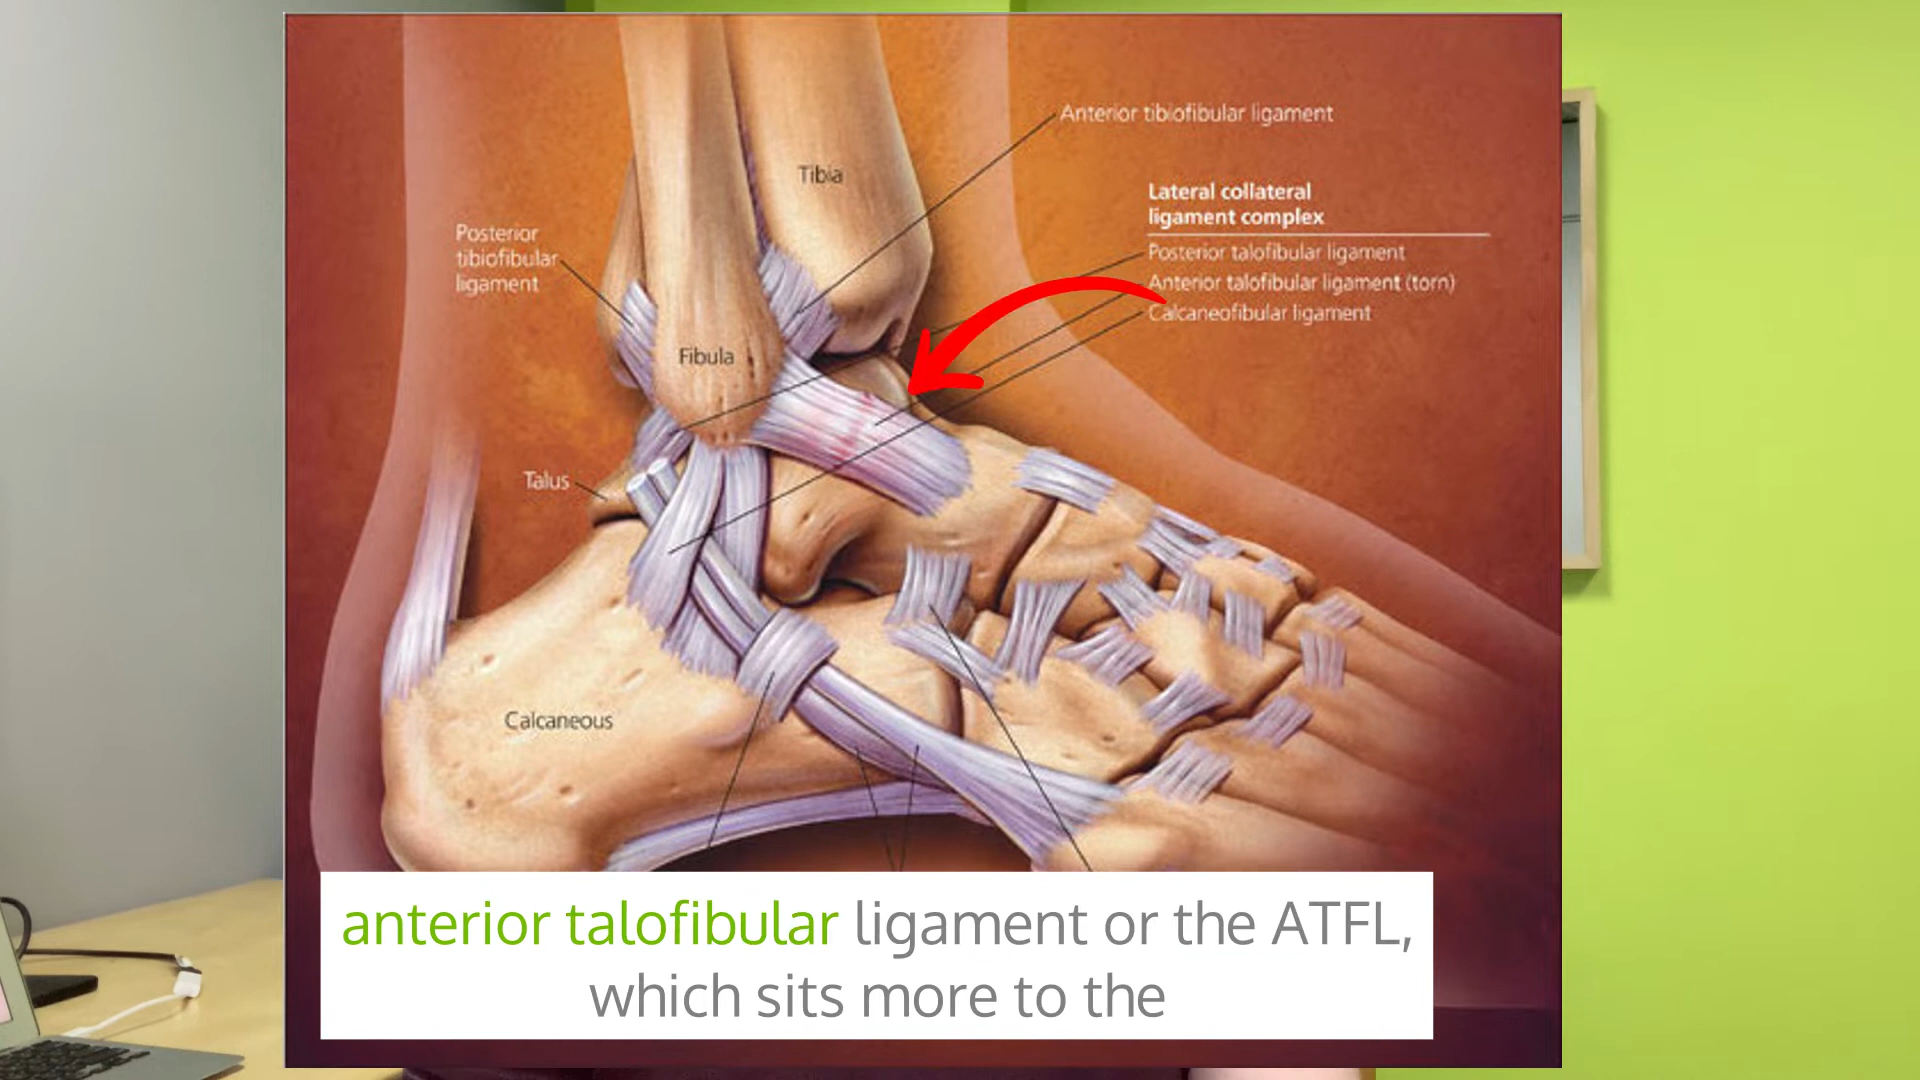 Anterior tibiofibular ligament
Tibia
Lateral collateral
ligament complex
Posterior talofibular ligament
Anterior talofibular ligament (torn)
Calcaneofibular ligament
Posterior
tibiofibular
ligament
Fibula
Talus
Calcaneous
anterior talofibular ligament or the ATFL,
which sits more to the